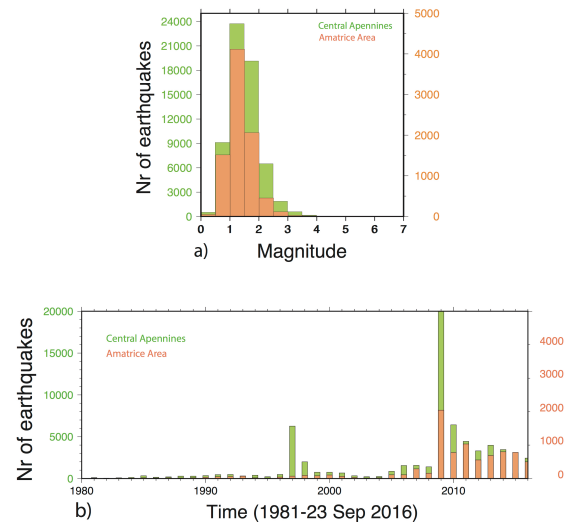 Central Apennines
Amatrice Area
Nr of earthquakes
24000
21000
18000
15000
12000
9000
6000
3000
0
5000
4000
3000
2000
1000
0
0 1 2 3 4 5 6 7
a) Magnitude
Central Apennines
Amatrice Area
Nr of earthquakes
20000
15000
10000
5000
0
4000
3000
2000
1000
0
1980 1990 2000 2010
b) Time (1981-23 Sep 2016)